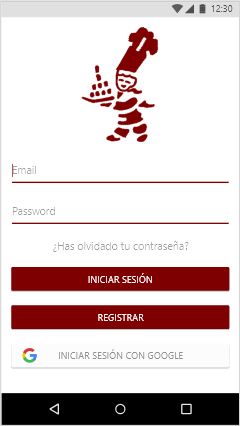 12:30
Email
Password
¿Has olvidado tu contraseña?
INICIAR SESIÓN
REGISTRAR
INICIAR SESIÓN CON GOOGLE